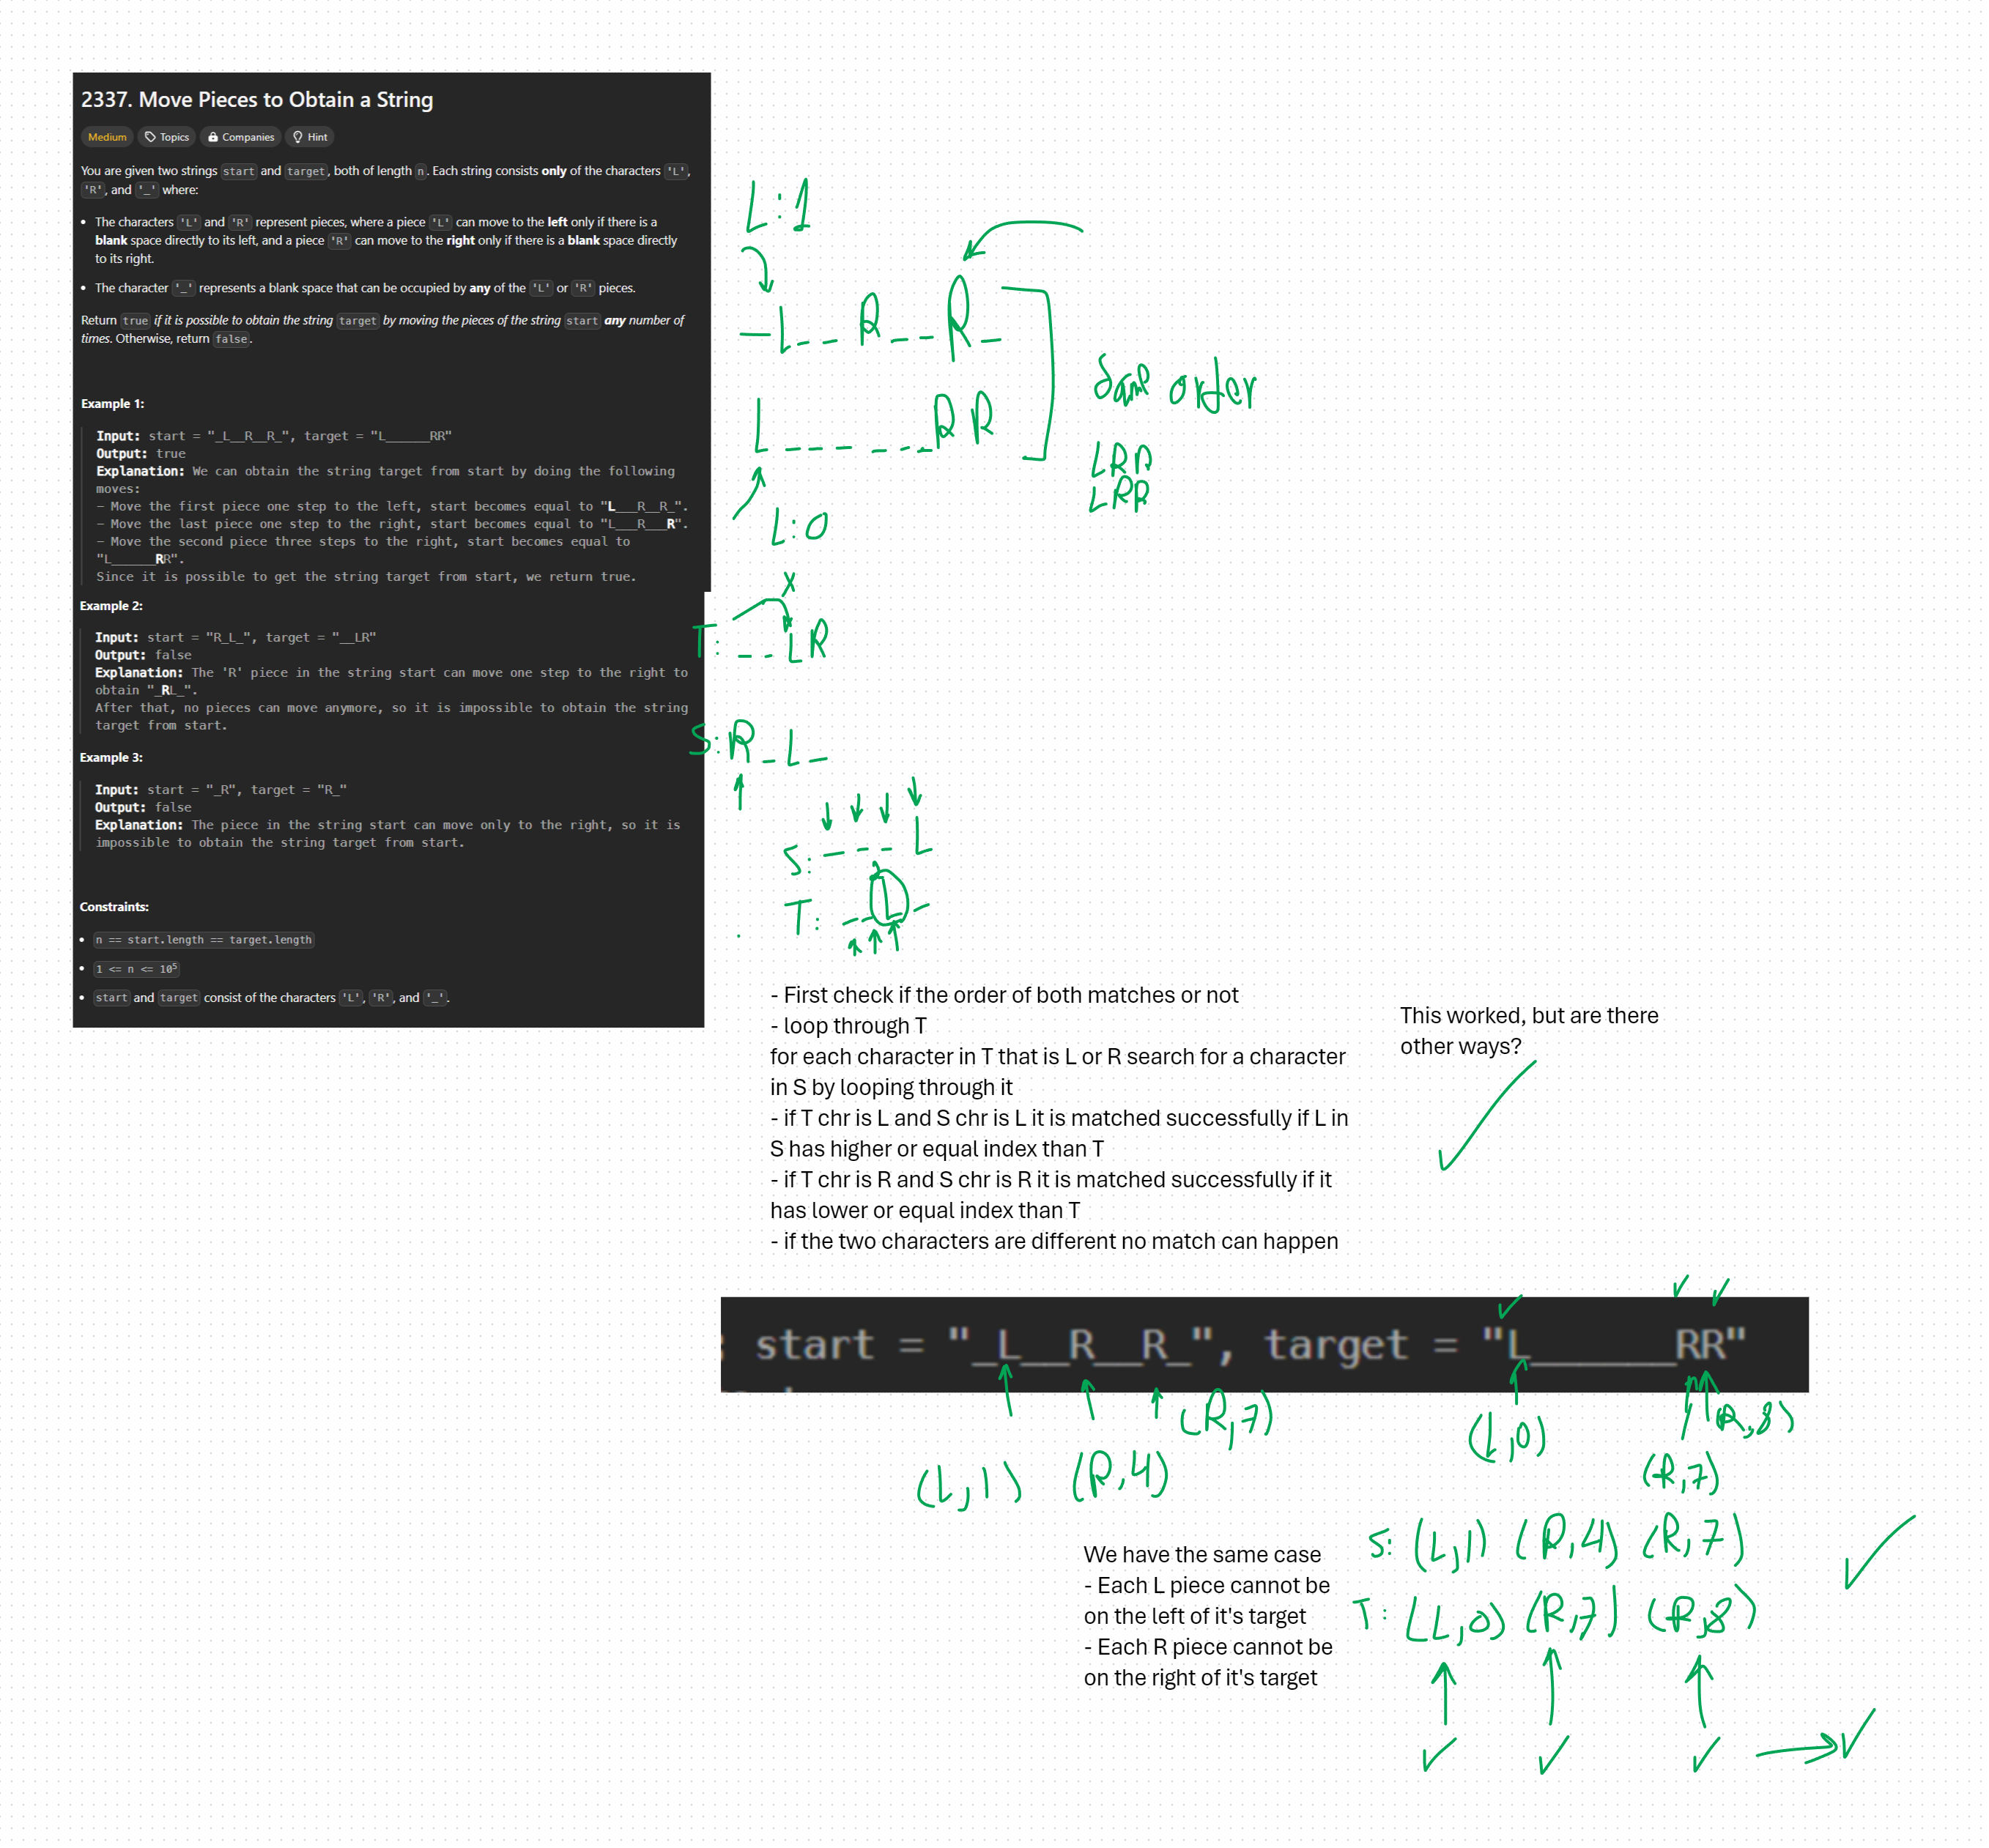 2337. Move Pieces to Obtain a String
Medium Topics Companies Hint
You are given two strings start and target, both of length n. Each string consists only of the characters 'L',
'R', and '_' where:
• The characters 'L' and 'R' represent pieces, where a piece 'L' can move to the left only if there is a
blank space directly to its left, and a piece 'R' can move to the right only if there is a blank space directly
to its right.
• The character '_' represents a blank space that can be occupied by any of the 'L' or 'R' pieces.
Return true if it is possible to obtain the string target by moving the pieces of the string start any number of
times. Otherwise, return false.
Example 1:
Input: start = "_L__R__R_", target = "L______RR"
Output: true
Explanation: We can obtain the string target from start by doing the following
moves:
- Move the first piece one step to the left, start becomes equal to "L___R__R_".
- Move the last piece one step to the right, start becomes equal to "L___R___R".
- Move the second piece three steps to the right, start becomes equal to
"L______RR".
Since it is possible to get the string target from start, we return true.
Example 2:
Input: start = "R_L_", target = "__LR"
Output: false
Explanation: The 'R' piece in the string start can move one step to the right to
obtain "_RL_".
After that, no pieces can move anymore, so it is impossible to obtain the string
target from start.
Example 3:
Input: start = "_R", target = "R_"
Output: false
Explanation: The piece in the string start can move only to the right, so it is
impossible to obtain the string target from start.
Constraints:
• n == start.length == target.length
• 1 <= n <= 10⁵
• start and target consist of the characters 'L', 'R', and '_'.
L:1
_L__R__R_
L______RR
Same order
LRR
LRR
L:0
x
T: __LR
S: R_L_
S: ___L
T: __L_
- First check if the order of both matches or not
- loop through T
for each character in T that is L or R search for a character
in S by looping through it
- if T chr is L and S chr is L it is matched successfully if L in
S has higher or equal index than T
- if T chr is R and S chr is R it is matched successfully if it
has lower or equal index than T
- if the two characters are different no match can happen
This worked, but are there
other ways?
start = "_L__R__R_", target = "L______RR"
(L,1) (R,4) (R,7)
(L,0) (R,7) (R,8)
We have the same case
- Each L piece cannot be
on the left of it's target
- Each R piece cannot be
on the right of it's target
S: (L,1) (R,4) (R,7)
T: (L,0) (R,7) (R,8)